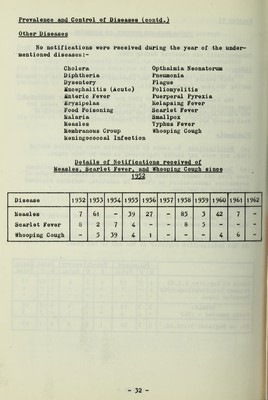 Prevalence and Control of Diseases (contd.)
Other Diseases
No notifications were received during the year of the under-
mentioned diseases:-
Cholera Opthalmia Neonatorum
Diphtheria Pneumonia
Dysentery Plague
Encephalitis (Acute) Poliomyelitis
Enteric Fever Puerperal Pyrexia
Erysipelas Relapsing Fever
Food Poisoning Scarlet Fever
Malaria Smallpox
Measles Typhus Fever
Membranous Croup Whooping Cough
Meningococcal Infection
Details of Notifications received of
Measles, Scarlet Fever, and Whooping Cough since
1952
Disease 1952 1953 1954 1955 1956 1957 1958 1959 1960 1961 1962
Measles 7 61 - 39 27 - 85 3 42 7 -
Scarlet Fever 8 2 7 4 - - 8 3 - - -
Whooping Cough - 5 39 4 1 - - - 4 6 -
- 32 -